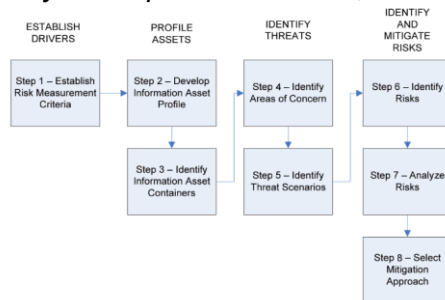 ESTABLISH
DRIVERS
PROFILE
ASSETS
IDENTIFY
THREATS
IDENTIFY
AND
MITIGATE
RISKS
Step 1 – Establish
Risk Measurement
Criteria
Step 2 – Develop
Information Asset
Profile
Step 3 – Identify
Information Asset
Containers
Step 4 – Identify
Areas of Concern
Step 5 – Identify
Threat Scenarios
Step 6 – Identify
Risks
Step 7 – Analyze
Risks
Step 8 – Select
Mitigation
Approach